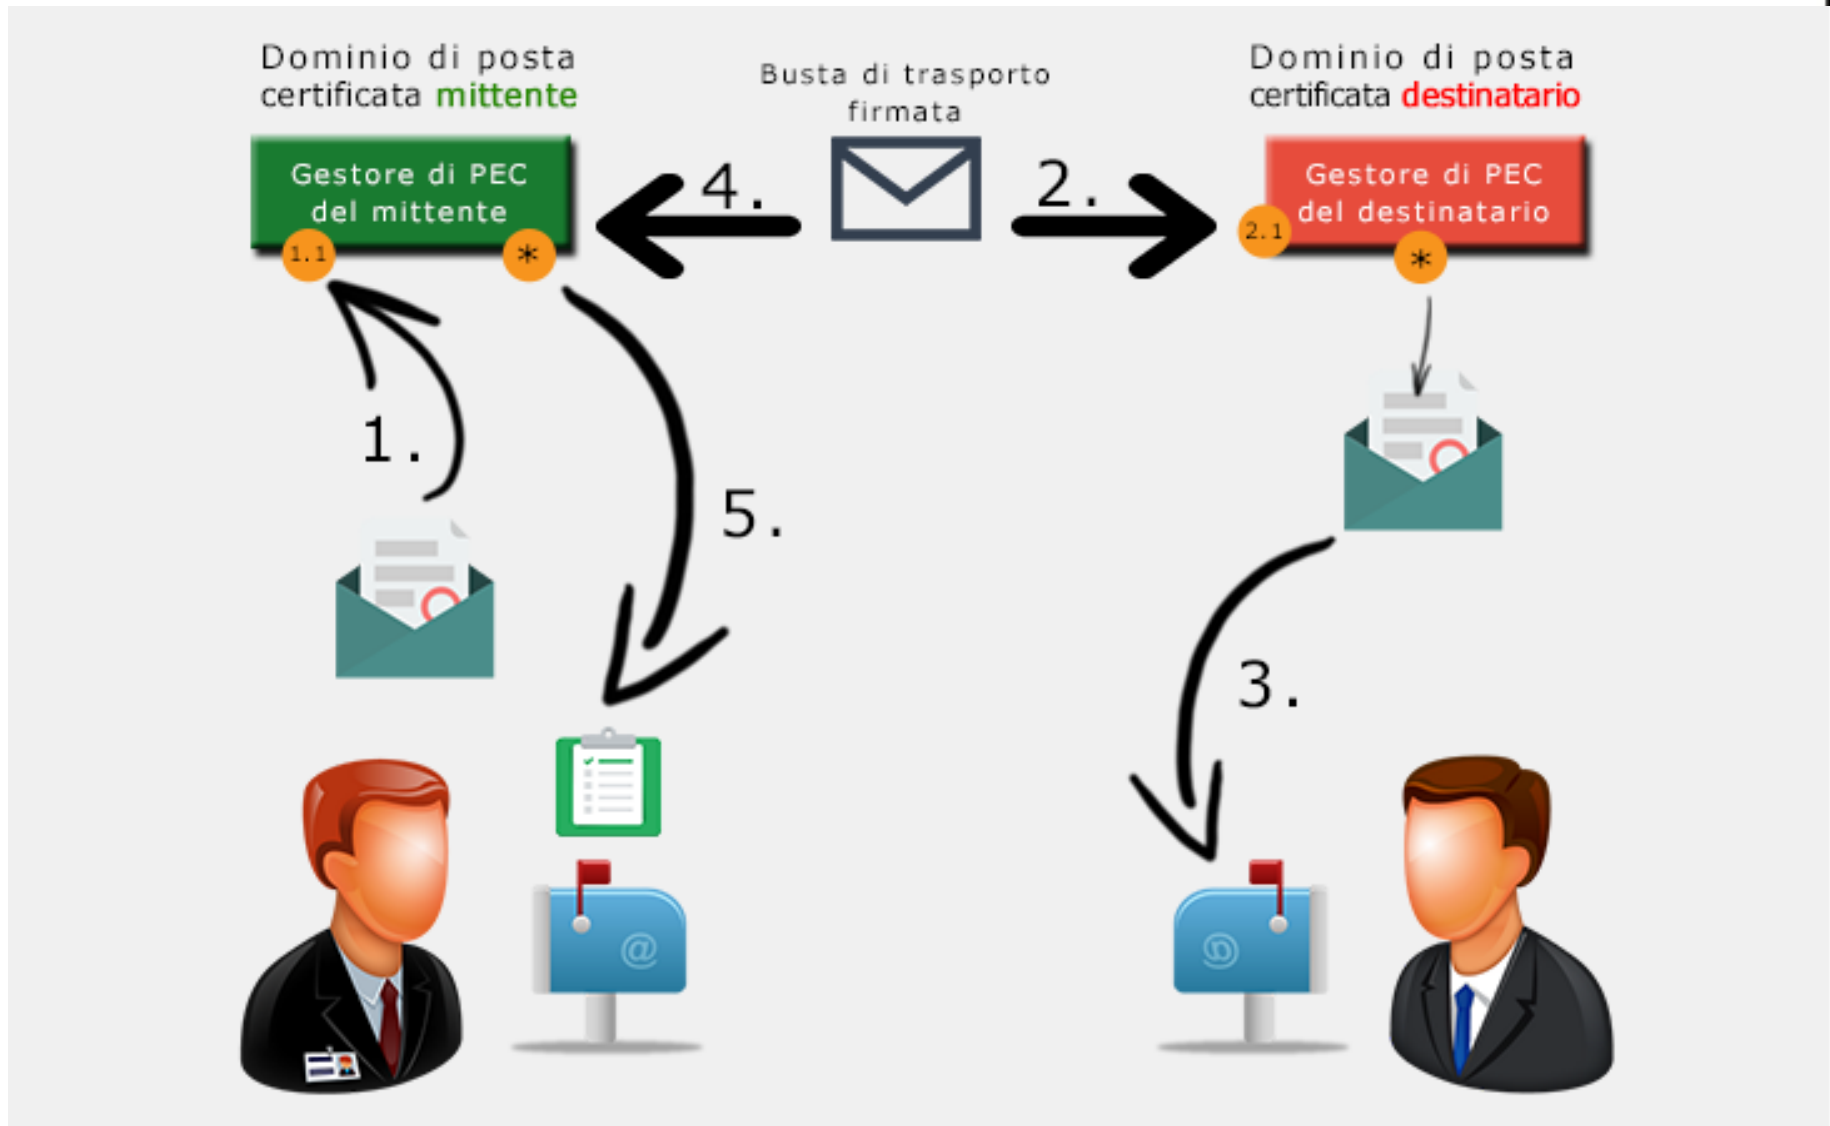 Dominio di posta
certificata mittente
Busta di trasporto
firmata
Dominio di posta
certificata destinatario
Gestore di PEC
del mittente
4.
2.
Gestore di PEC
del destinatario
1.1
*
2.1
*
1.
5.
3.
@
@